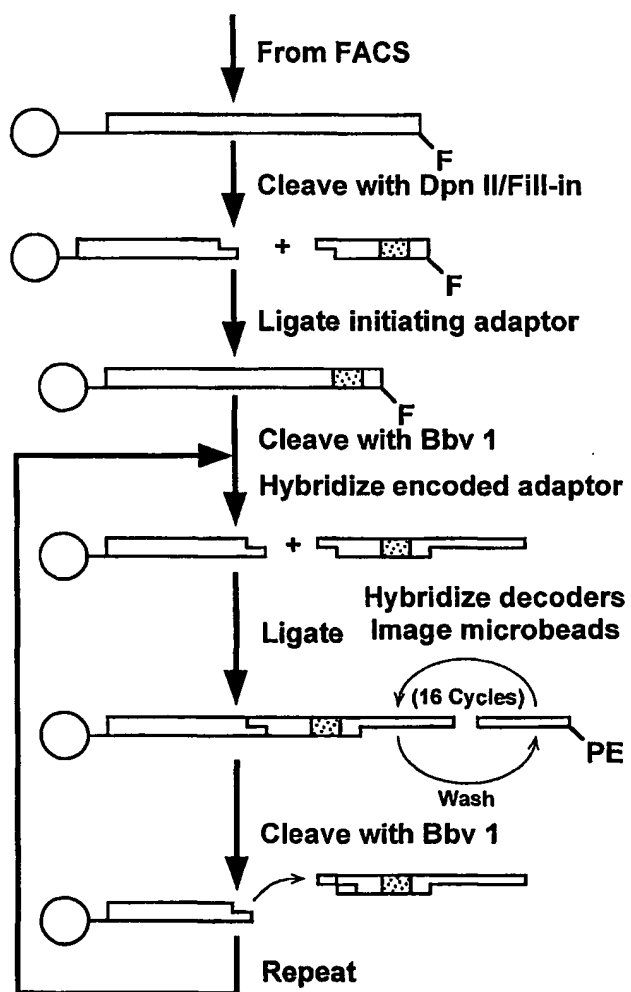 From FACS
F
Cleave with Dpn II/Fill-in
+
F
Ligate initiating adaptor
F
Cleave with Bbv 1
Hybridize encoded adaptor
+
Hybridize decoders
Image microbeads
Ligate
(16 Cycles)
PE
Wash
Cleave with Bbv 1
Repeat